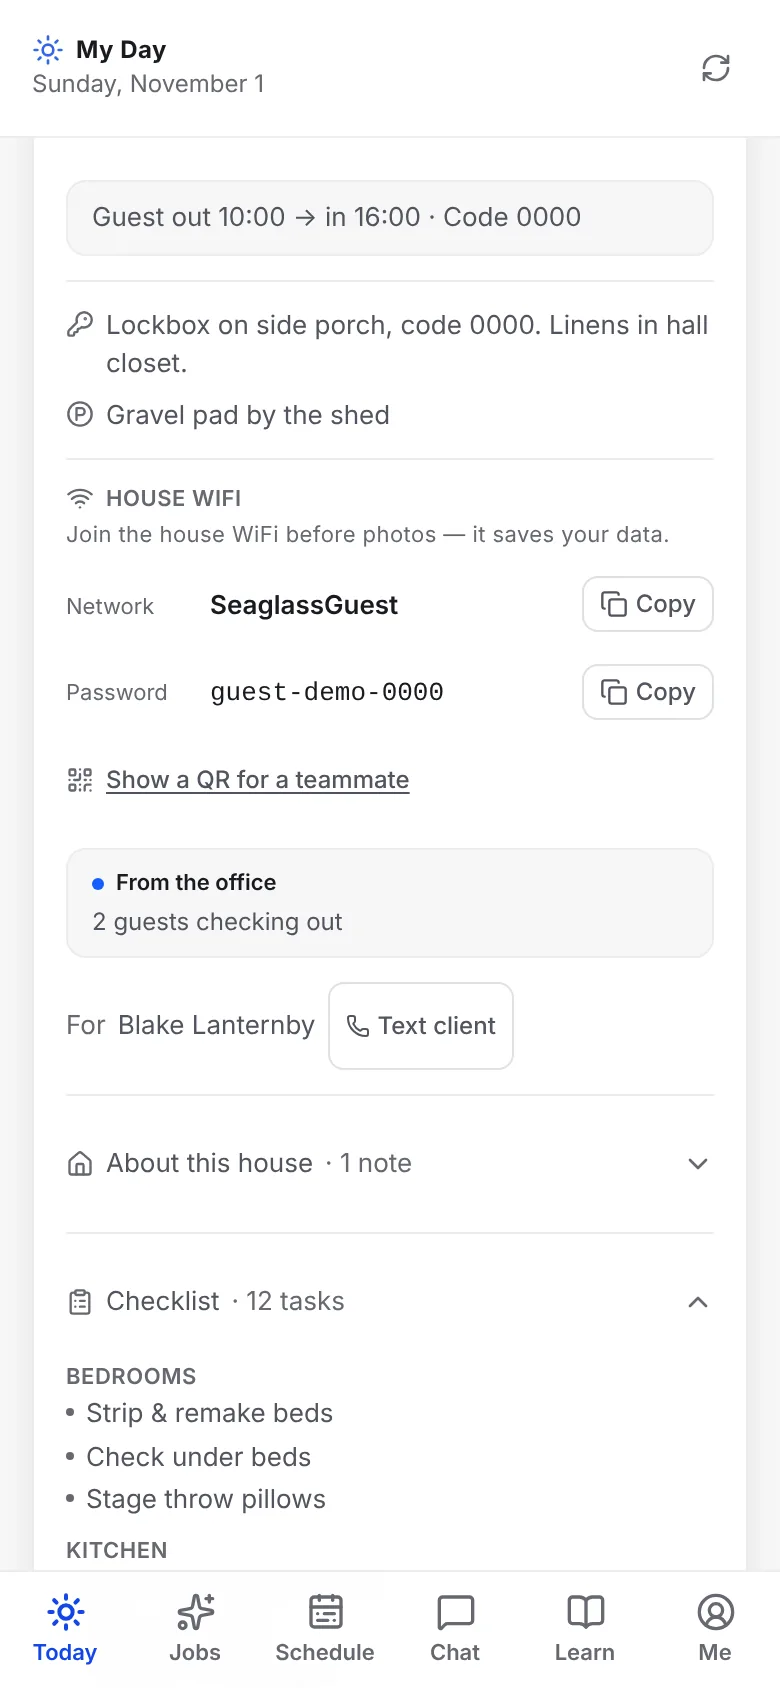 My Day
Sunday, November 1
Guest out 10:00 → in 16:00 · Code 0000
Lockbox on side porch, code 0000. Linens in hall
closet.
Gravel pad by the shed
HOUSE WIFI
Join the house WiFi before photos — it saves your data.
Network SeaglassGuest Copy
Password guest-demo-0000 Copy
Show a QR for a teammate
From the office
2 guests checking out
For Blake Lanternby Text client
About this house · 1 note
Checklist · 12 tasks
BEDROOMS
• Strip & remake beds
• Check under beds
• Stage throw pillows
KITCHEN
Today Jobs Schedule Chat Learn Me